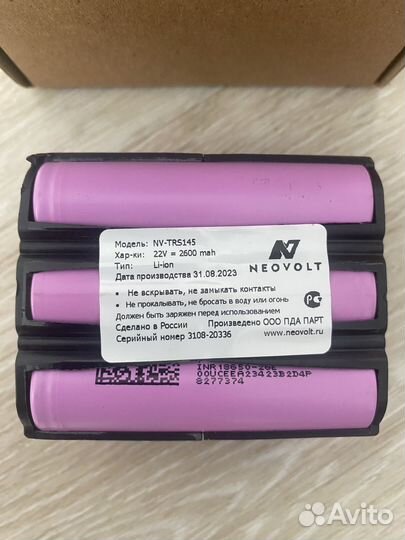 Модель: NV-TRS145
Хар-ки: 22V = 2600 mah
Тип: Li-ion
Дата производства 31.08.2023
NEOVOLT
• Не вскрывать, не замыкать контакты
• Не прокалывать, не бросать в воду или огонь
Должен быть заряжен перед использованием
Сделано в России Произведено ООО ПДА ПАРТ
Серийный номер 3108-20336 www.neovolt.ru
INR18650-26E
00UCEEA23423B2D4P
8277374
Avito